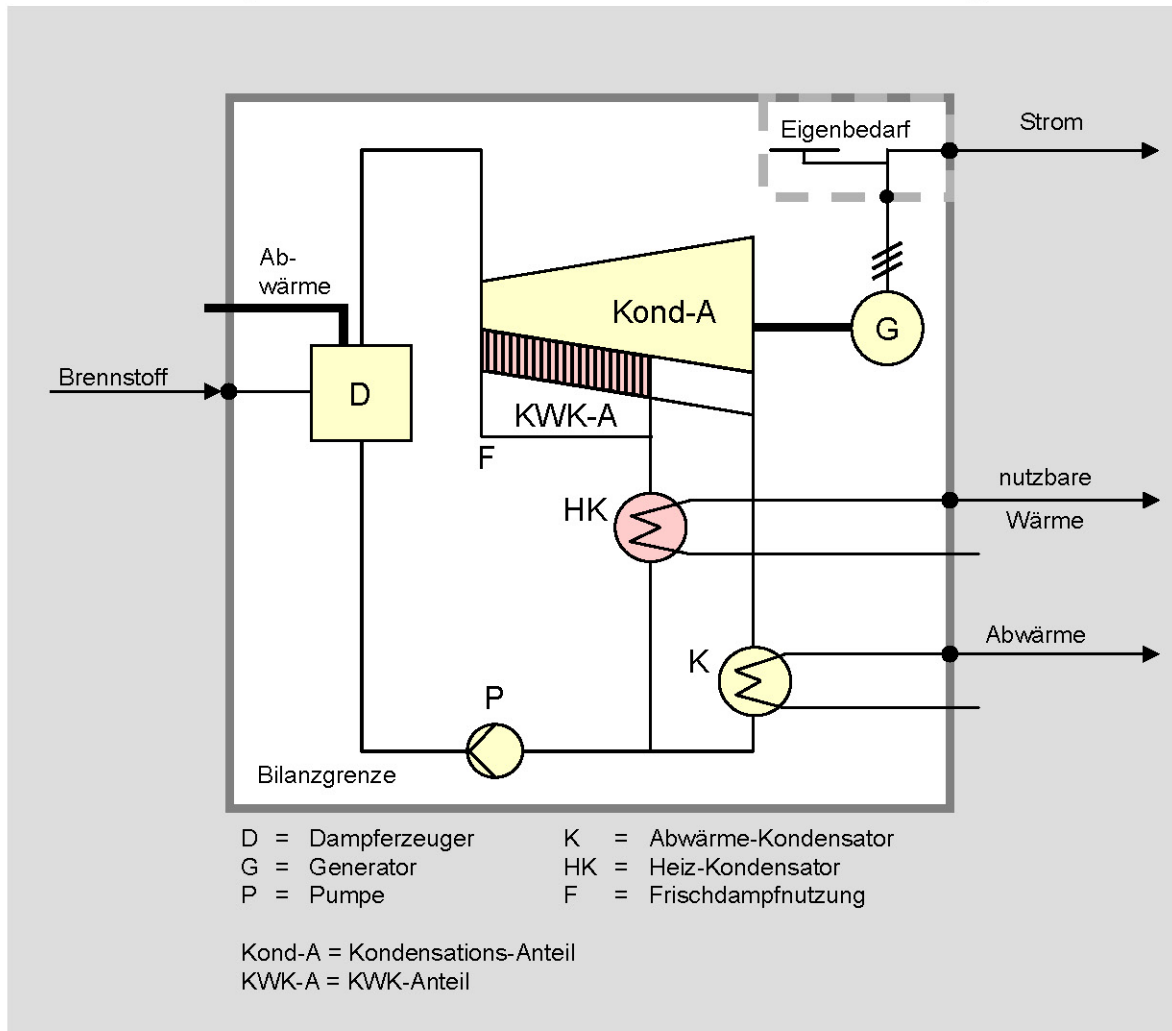 Eigenbedarf
Strom
Ab-
wärme
Kond-A
G
Brennstoff
D
KWK-A
F
nutzbare
HK
Wärme
Abwärme
K
P
Bilanzgrenze
D = Dampferzeuger
G = Generator
P = Pumpe
K = Abwärme-Kondensator
HK = Heiz-Kondensator
F = Frischdampfnutzung
Kond-A = Kondensations-Anteil
KWK-A = KWK-Anteil